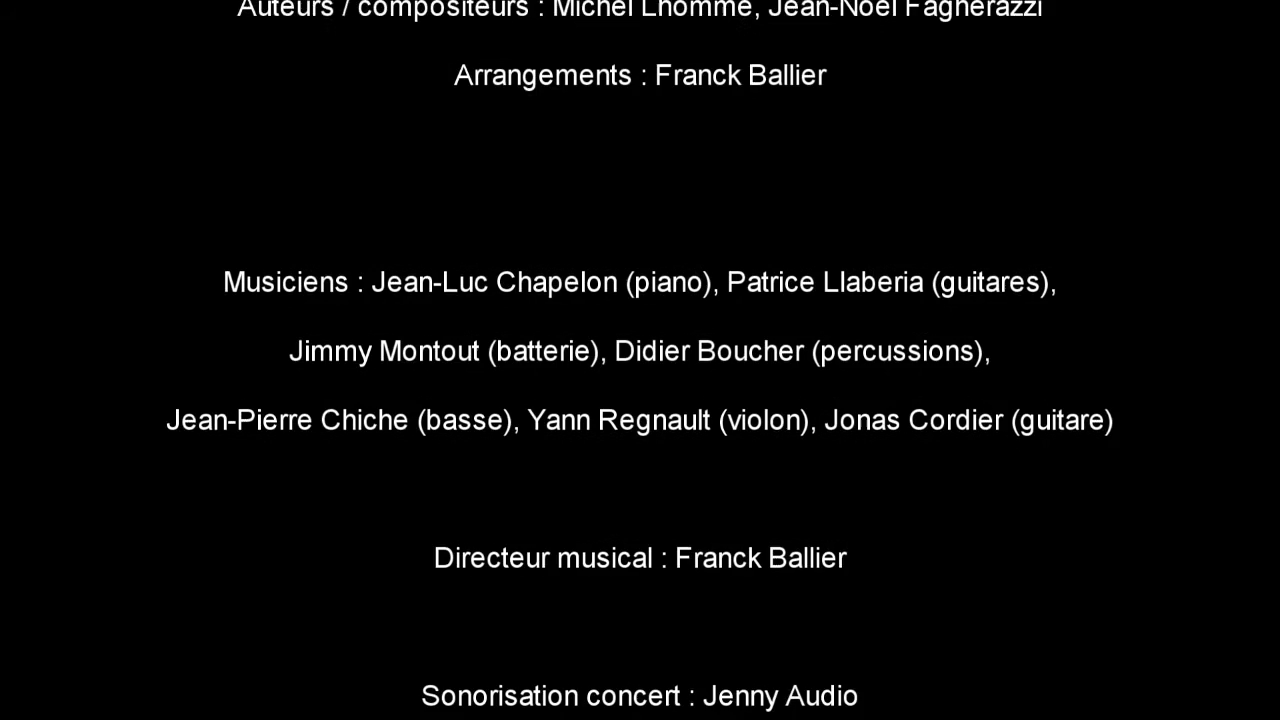 Auteurs / compositeurs : Michel Lhomme, Jean-Noël Fagherazzi
Arrangements : Franck Ballier
Musiciens : Jean-Luc Chapelon (piano), Patrice Llaberia (guitares),
Jimmy Montout (batterie), Didier Boucher (percussions),
Jean-Pierre Chiche (basse), Yann Regnault (violon), Jonas Cordier (guitare)
Directeur musical : Franck Ballier
Sonorisation concert : Jenny Audio